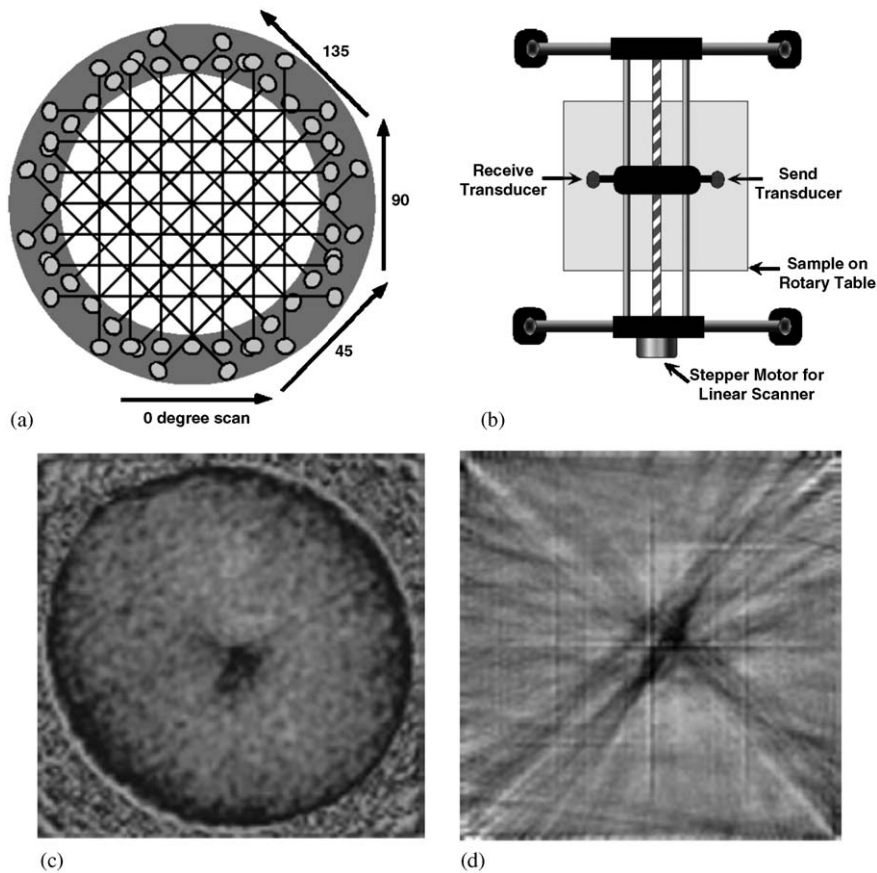 135
90
45
0 degree scan
(a)
Receive
Transducer
Send
Transducer
Sample on
Rotary Table
Stepper Motor for
Linear Scanner
(b)
(c)
(d)